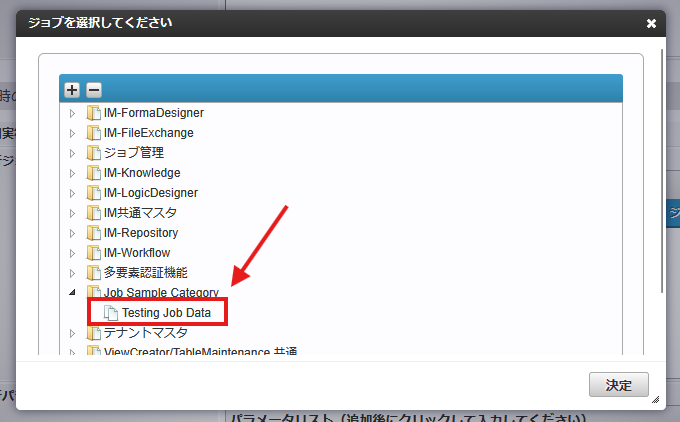 ジョブを選択してください
IM-FormaDesigner
IM-FileExchange
ジョブ管理
IM-Knowledge
IM-LogicDesigner
IM共通マスタ
IM-Repository
IM-Workflow
多要素認証機能
Job Sample Category
Testing Job Data
テナントマスタ
ViewCreator/TableMaintenance 共通
決定
パラメータリスト（追加後にクリックして入力してください）